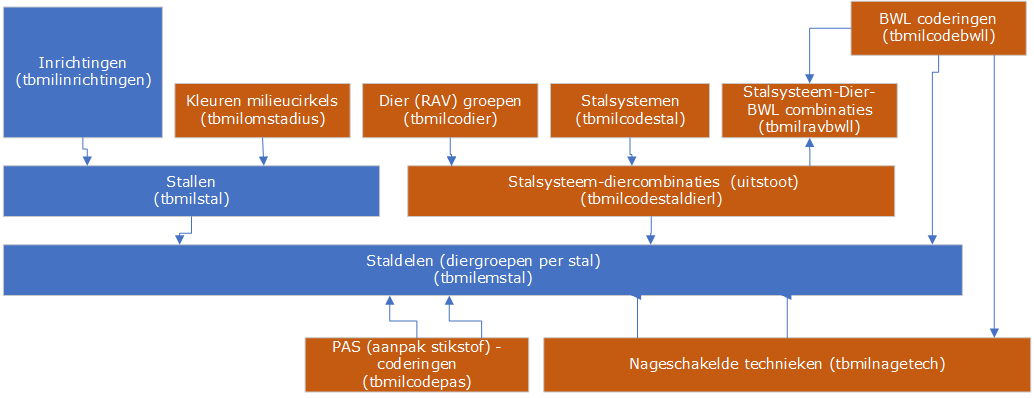 BWL coderingen
(tbmilcodebwll)
Inrichtingen
(tbmilinrichtingen)
Kleuren milieucirkels
(tbmilomstadius)
Dier (RAV) groepen
(tbmilcodier)
Stalsystemen
(tbmilcodestal)
Stalsysteem-Dier-
BWL combinaties
(tbmilravbwll)
Stallen
(tbmilstal)
Stalsysteem-diercombinaties  (uitstoot)
(tbmilcodestaldierl)
Staldelen (diergroepen per stal)
(tbmilemstal)
PAS (aanpak stikstof) -
coderingen
(tbmilcodepas)
Nageschakelde technieken (tbmilnagetech)